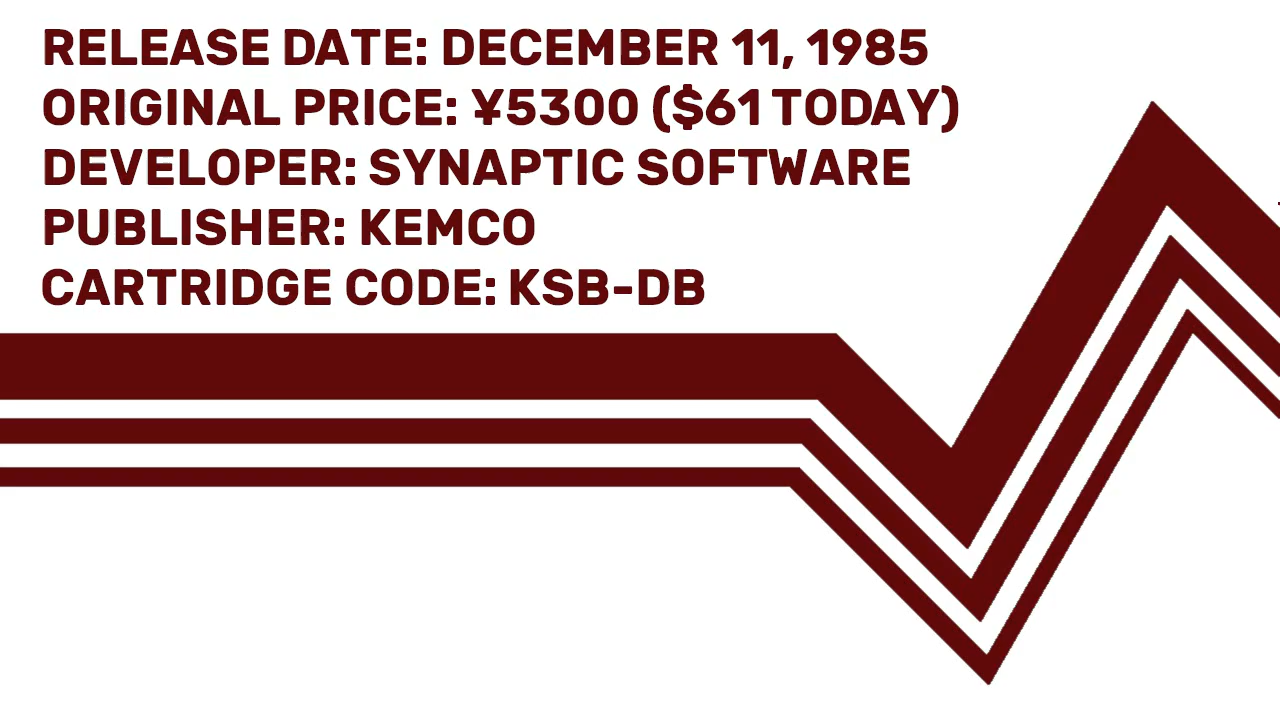 RELEASE DATE: DECEMBER 11, 1985
ORIGINAL PRICE: ¥5300 ($61 TODAY)
DEVELOPER: SYNAPTIC SOFTWARE
PUBLISHER: KEMCO
CARTRIDGE CODE: KSB-DB